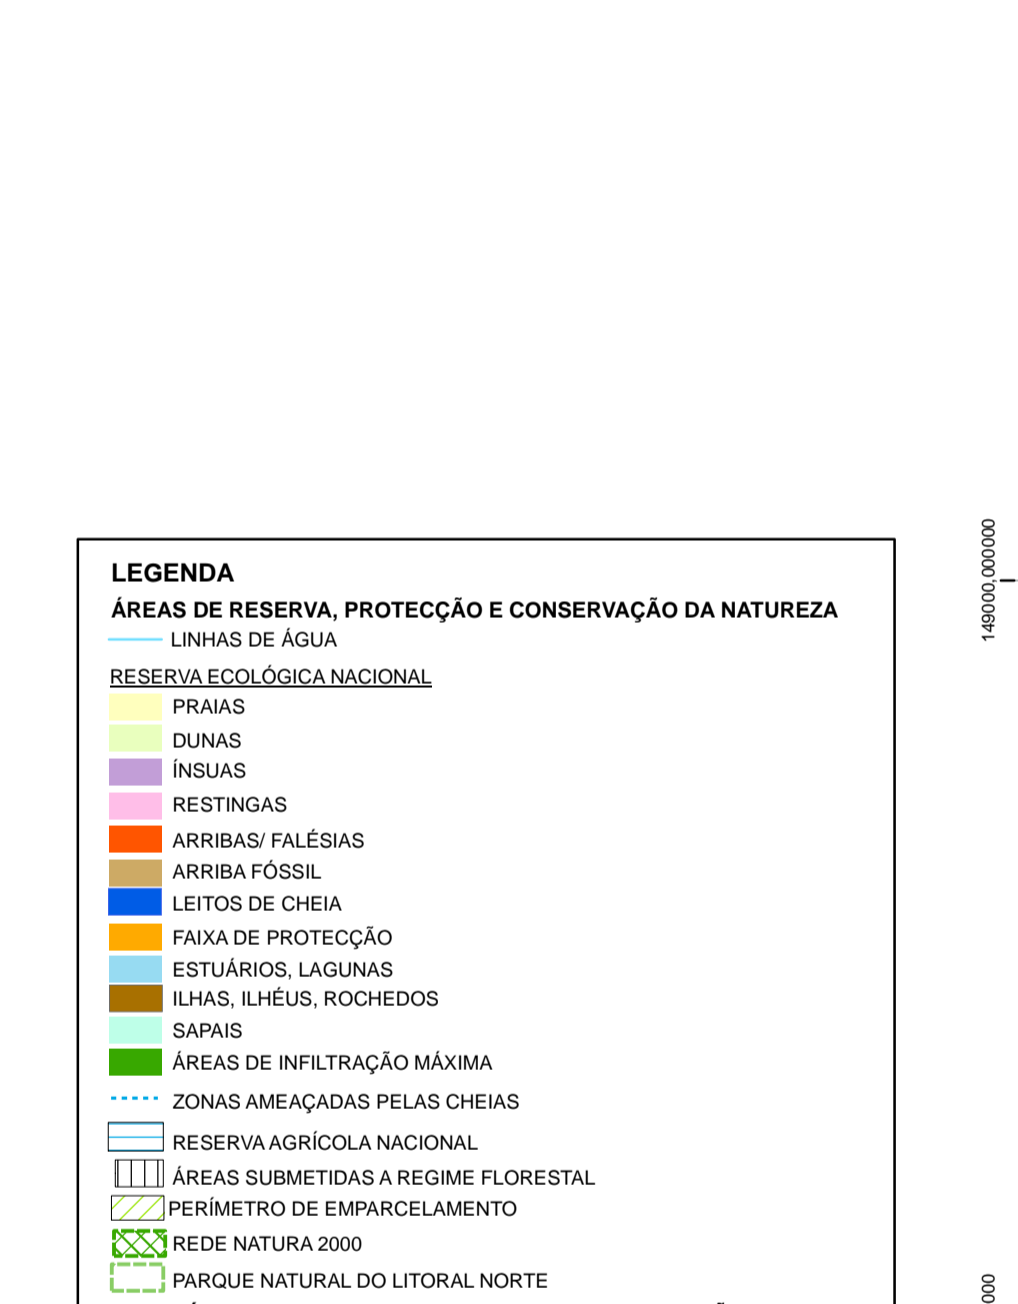 LEGENDA
ÁREAS DE RESERVA, PROTECÇÃO E CONSERVAÇÃO DA NATUREZA
LINHAS DE ÁGUA
RESERVA ECOLÓGICA NACIONAL
PRAIAS
DUNAS
ÍNSUAS
RESTINGAS
ARRIBAS/ FALÉSIAS
ARRIBA FÓSSIL
LEITOS DE CHEIA
FAIXA DE PROTECÇÃO
ESTUÁRIOS, LAGUNAS
ILHAS, ILHÉUS, ROCHEDOS
SAPAIS
ÁREAS DE INFILTRAÇÃO MÁXIMA
ZONAS AMEAÇADAS PELAS CHEIAS
RESERVA AGRÍCOLA NACIONAL
ÁREAS SUBMETIDAS A REGIME FLORESTAL
PERÍMETRO DE EMPARCELAMENTO
REDE NATURA 2000
PARQUE NATURAL DO LITORAL NORTE
149000,000000
000